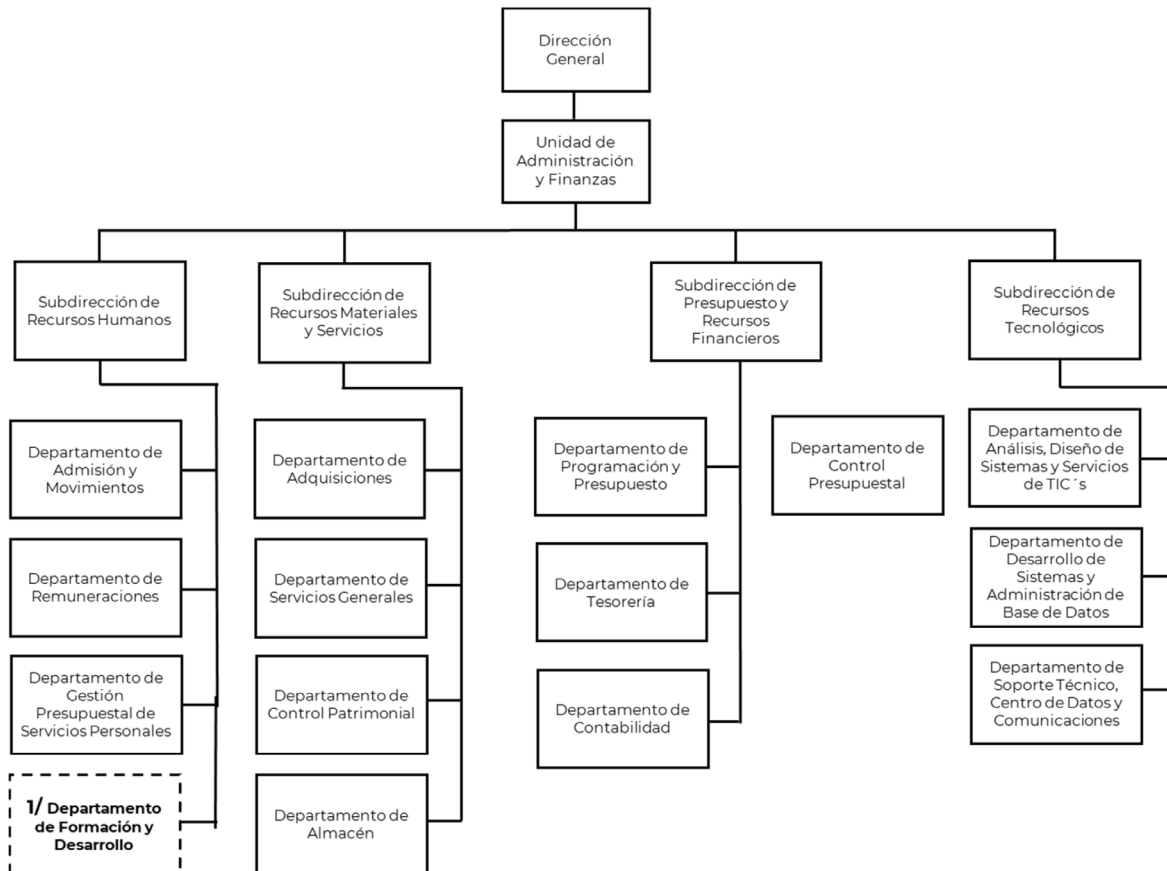 Dirección
General
Unidad de
Administración
y Finanzas
Subdirección de
Recursos Humanos
Subdirección de
Recursos Materiales
y Servicios
Subdirección de
Presupuesto y
Recursos
Financieros
Subdirección de
Recursos
Tecnológicos
Departamento de
Admisión y
Movimientos
Departamento de
Adquisiciones
Departamento de
Programación y
Presupuesto
Departamento de
Control
Presupuestal
Departamento de
Análisis, Diseño de
Sistemas y Servicios
de TIC´s
Departamento de
Remuneraciones
Departamento de
Servicios Generales
Departamento de
Tesorería
Departamento de
Desarrollo de
Sistemas y
Administración de
Base de Datos
Departamento de
Gestión
Presupuestal de
Servicios Personales
Departamento de
Control Patrimonial
Departamento de
Contabilidad
Departamento de
Soporte Técnico,
Centro de Datos y
Comunicaciones
1/ Departamento
de Formación y
Desarrollo
Departamento de
Almacén